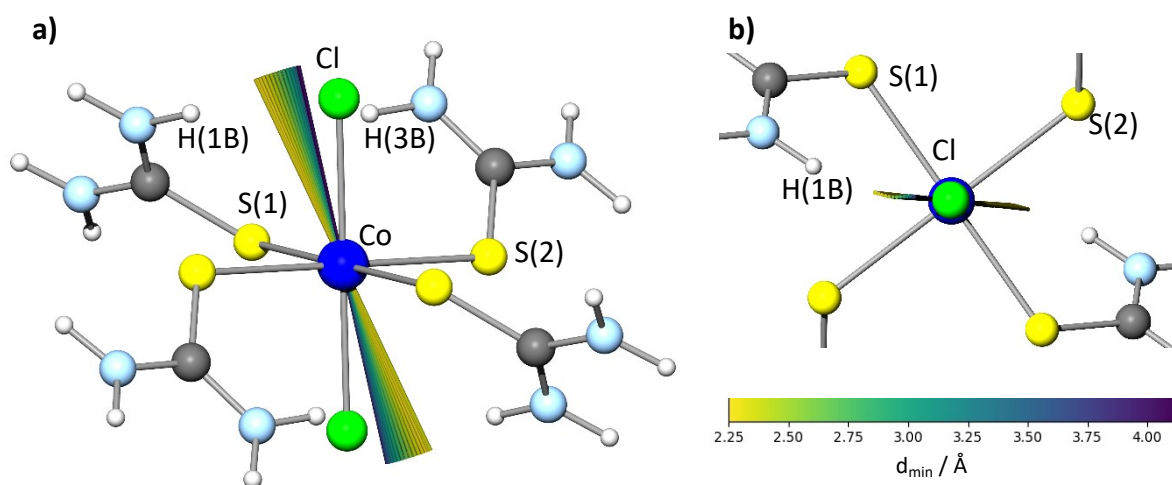 a)
Cl
H(1B)
H(3B)
S(1)
Co
S(2)
b)
S(1)
S(2)
Cl
H(1B)
2.25 2.50 2.75 3.00 3.25 3.50 3.75 4.00
dmin / Å